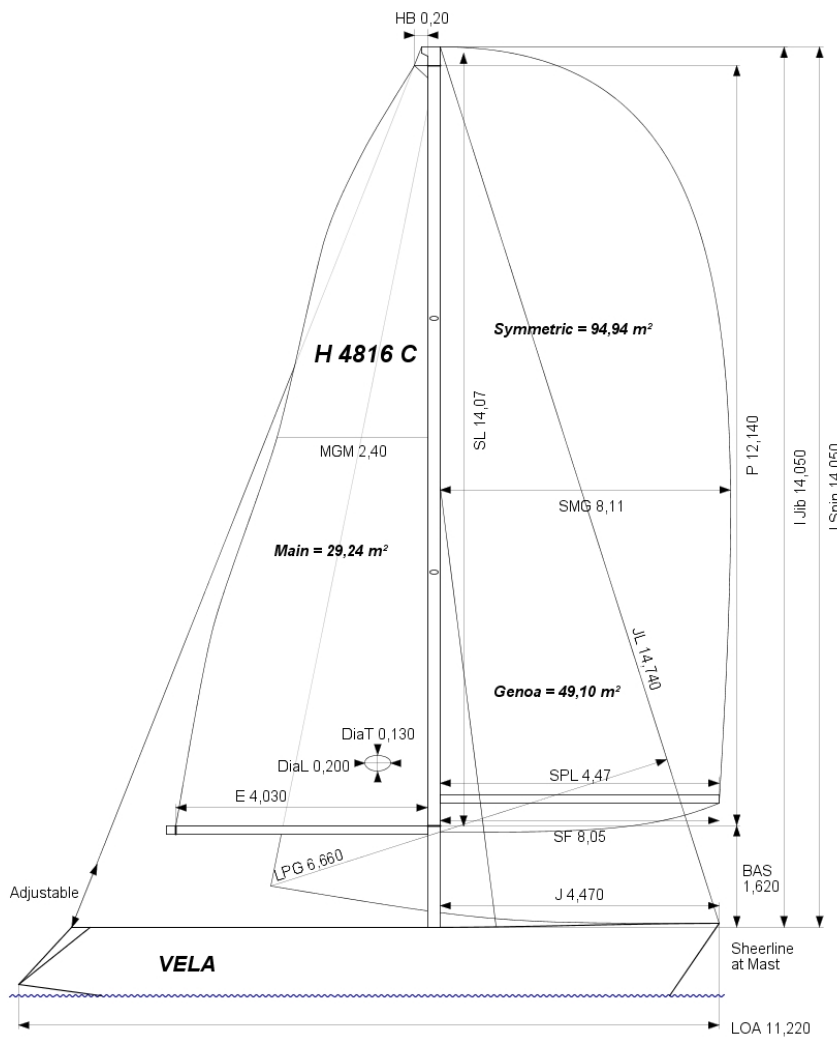 HB 0,20
Symmetric = 94,94 m²
H 4816 C
SL 14,07
P 12,140
I Jib 14,050
I Spin 14,050
MGM 2,40
SMG 8,11
Main = 29,24 m²
JL 14,740
Genoa = 49,10 m²
DiaT 0,130
DiaL 0,200
SPL 4,47
E 4,030
SF 8,05
LPG 6,660
BAS
1,620
Adjustable
J 4,470
Sheerline
at Mast
VELA
LOA 11,220